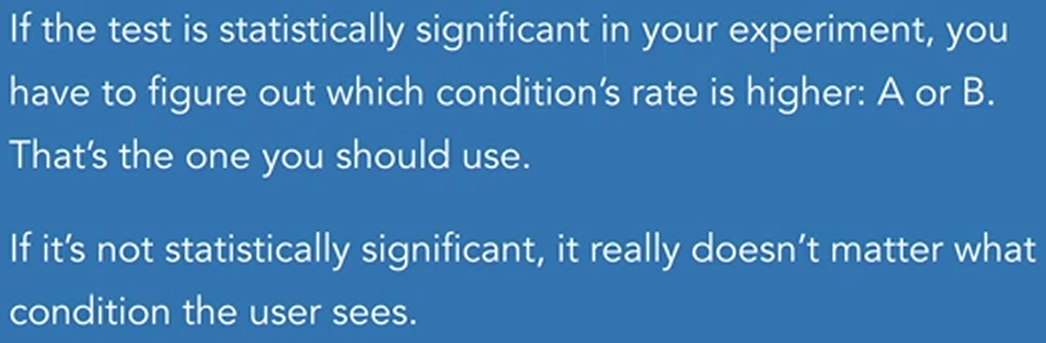 If the test is statistically significant in your experiment, you
have to figure out which condition’s rate is higher: A or B.
That’s the one you should use.
If it’s not statistically significant, it really doesn’t matter what
condition the user sees.